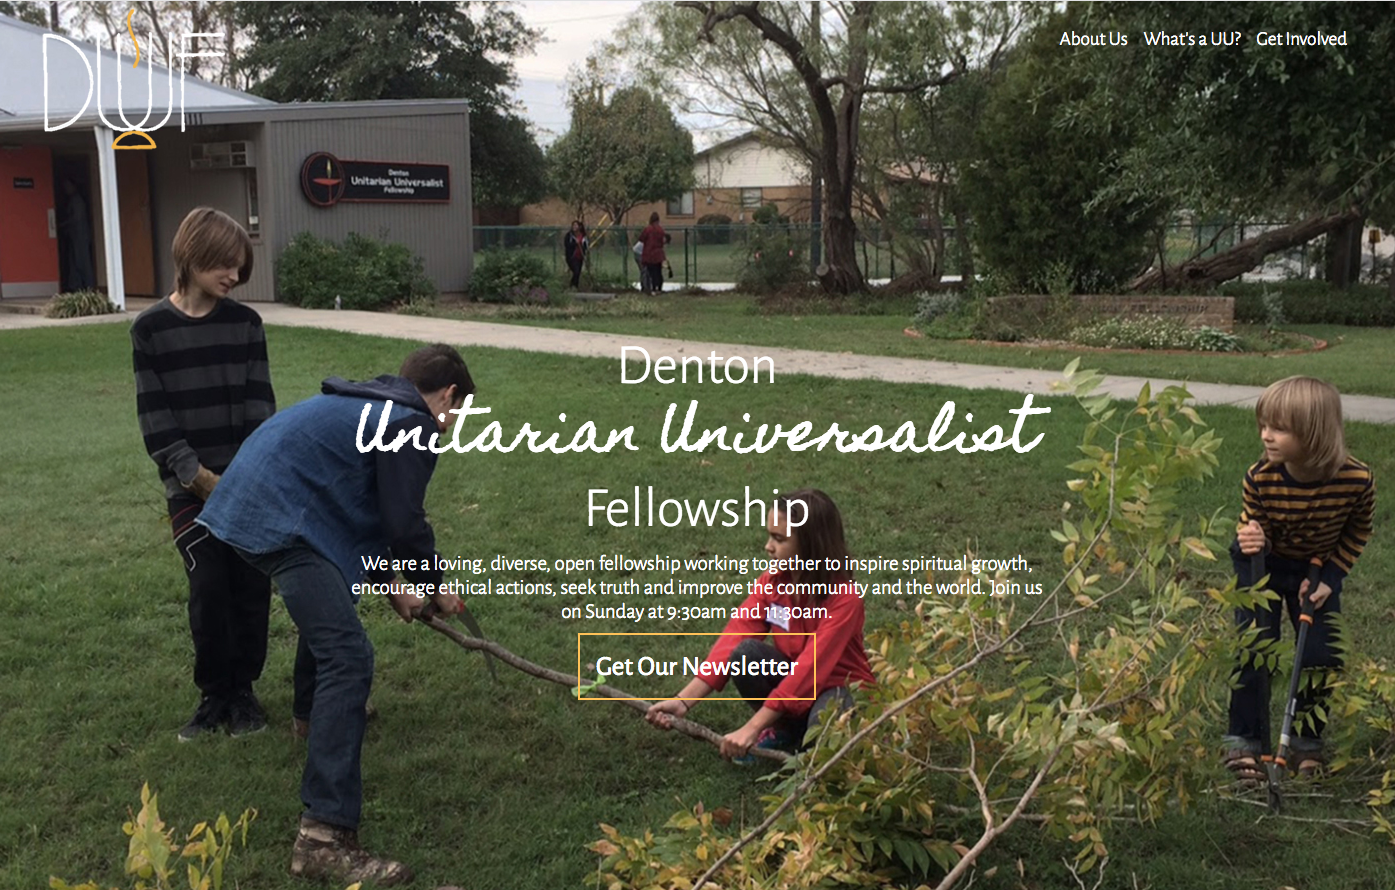 DUUF
About Us What's a UU? Get Involved
Denton
Unitarian Universalist
Fellowship
Denton
Unitarian Universalist
Fellowship
We are a loving, diverse, open fellowship working together to inspire spiritual growth,
encourage ethical actions, seek truth and improve the community and the world. Join us
on Sunday at 9:30am and 11:30am.
Get Our Newsletter